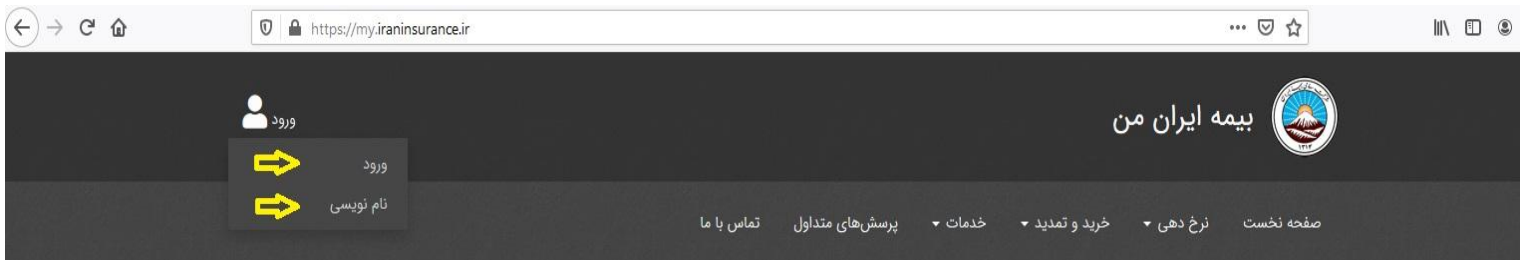 https://my.iraninsurance.ir
بیمه ایران من
ورود
ورود
نام نویسی
صفحه نخست نرخ دهی خرید و تمدید خدمات پرسش‌های متداول تماس با ما